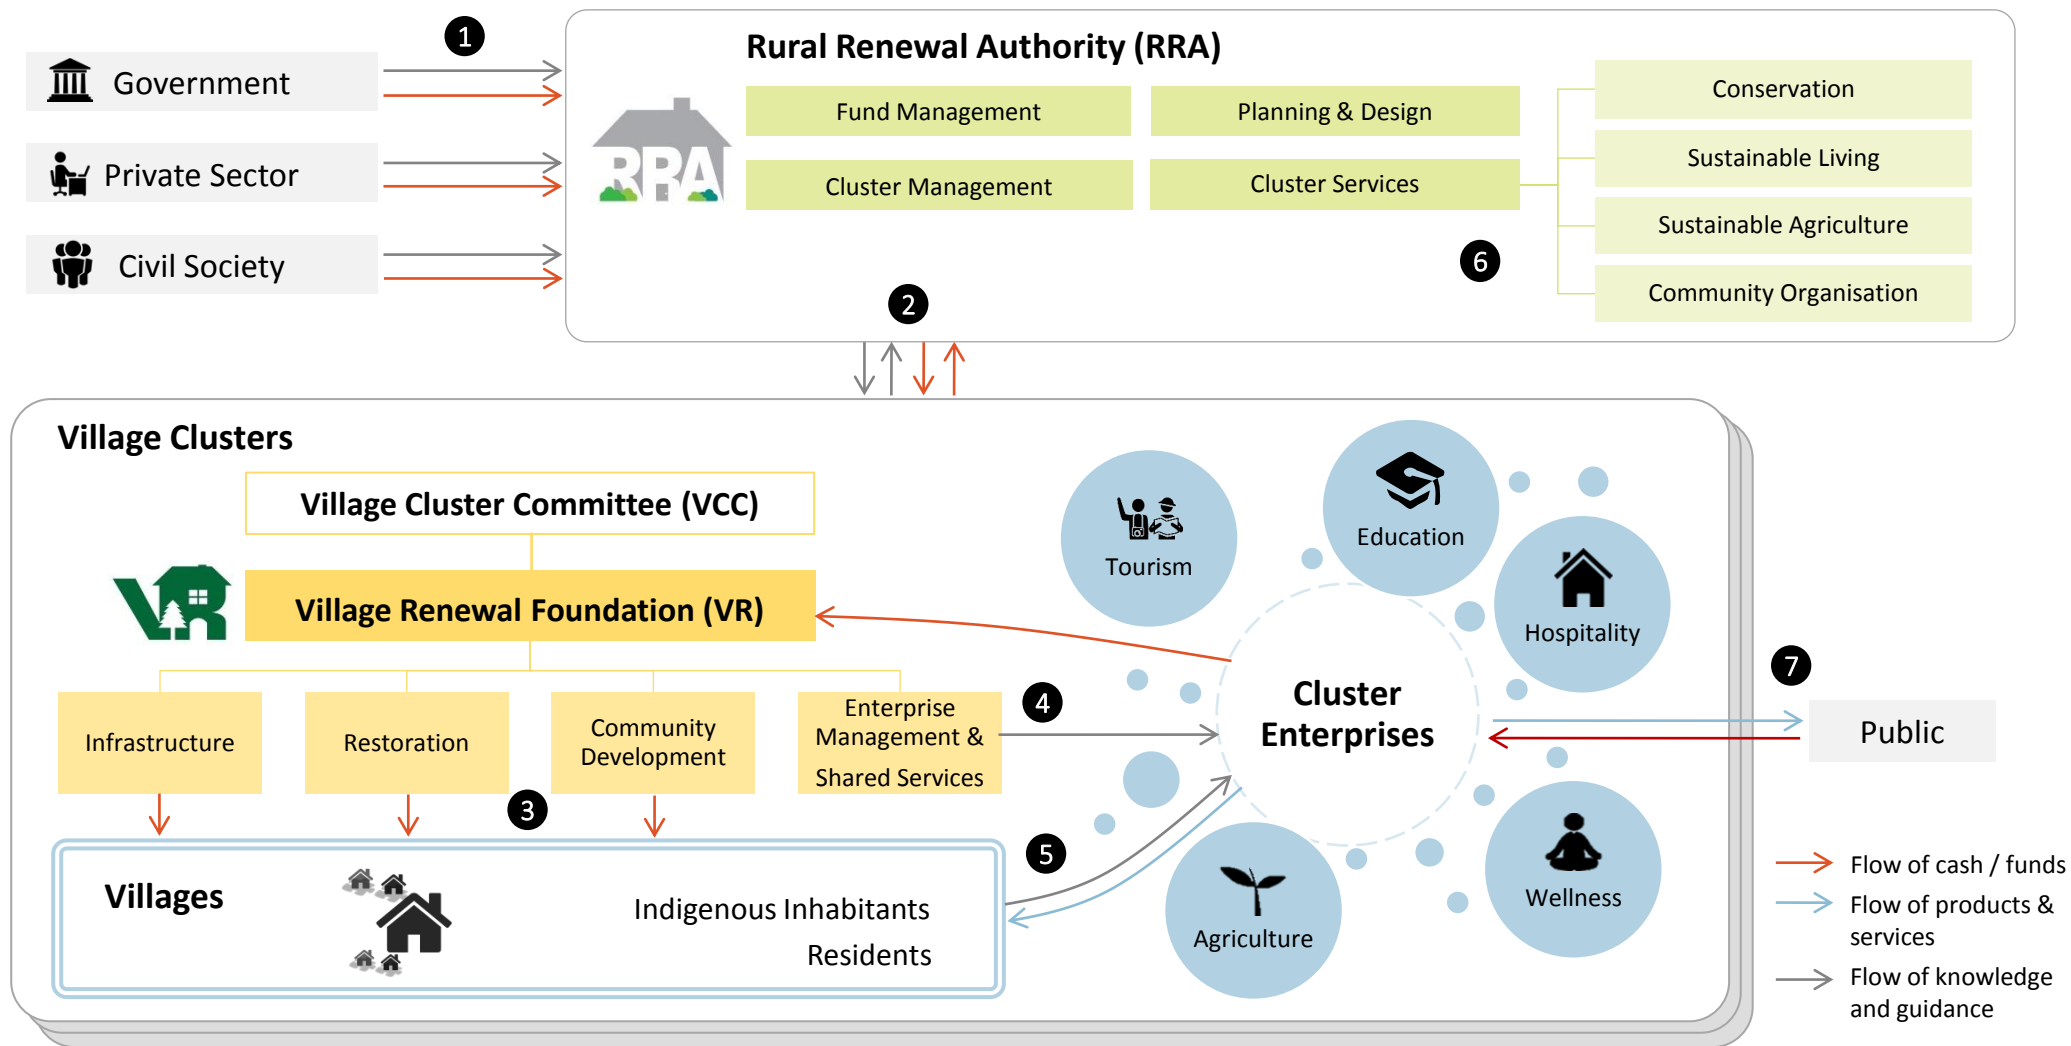 1
Rural Renewal Authority (RRA)
Government
Private Sector
Civil Society
RRA
Fund Management
Planning & Design
Cluster Management
Cluster Services
Conservation
Sustainable Living
Sustainable Agriculture
Community Organisation
6
2
Village Clusters
Village Cluster Committee (VCC)
VR
Village Renewal Foundation (VR)
Infrastructure
Restoration
Community
Development
Enterprise
Management &
Shared Services
3
4
5
Villages
Indigenous Inhabitants
Residents
Tourism
Education
Hospitality
Cluster
Enterprises
Wellness
Agriculture
7
Public
Flow of cash / funds
Flow of products &
services
Flow of knowledge
and guidance